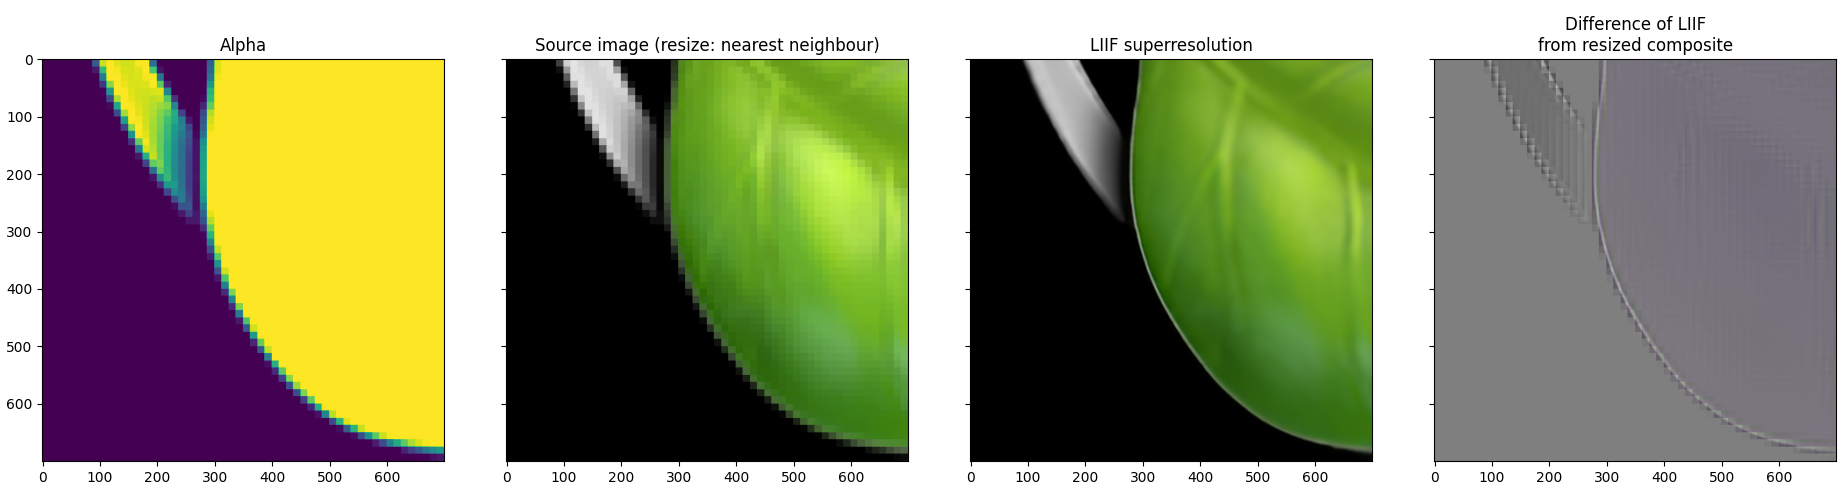 Alpha
0
100
200
300
400
500
600
0 100 200 300 400 500 600
Source image (resize: nearest neighbour)
0 100 200 300 400 500 600
LIIF superresolution
0 100 200 300 400 500 600
Difference of LIIF
from resized composite
0 100 200 300 400 500 600